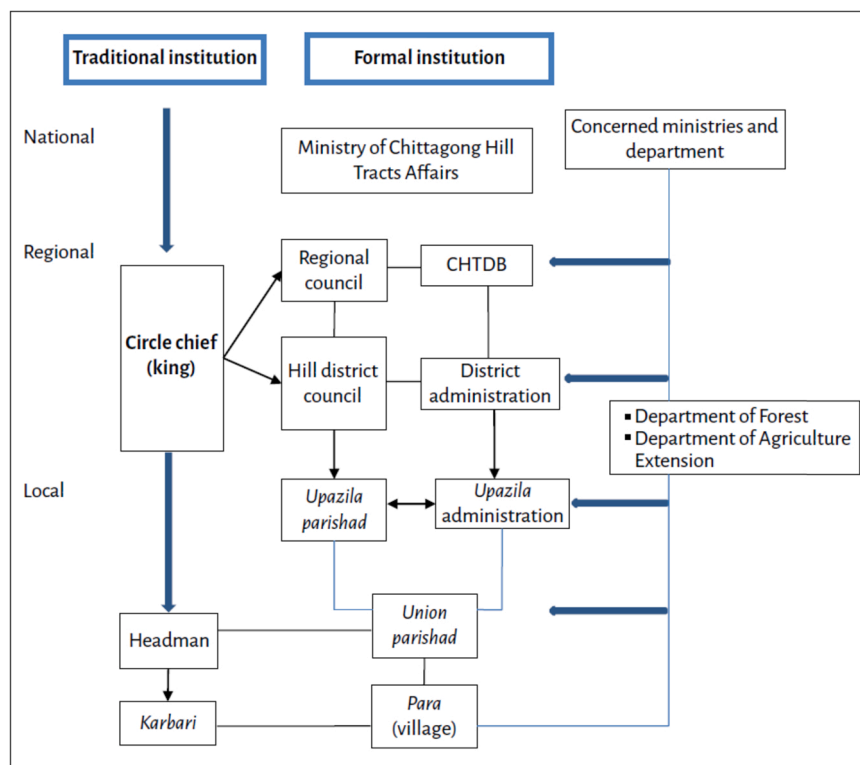 Traditional institution
Formal institution
National
Ministry of Chittagong Hill
Tracts Affairs
Concerned ministries and
department
Regional
Regional
council
CHTDB
Circle chief
(king)
Hill district
council
District
administration
▪ Department of Forest
▪ Department of Agriculture
Extension
Local
Upazila
parishad
Upazila
administration
Headman
Union
parishad
Karbari
Para
(village)